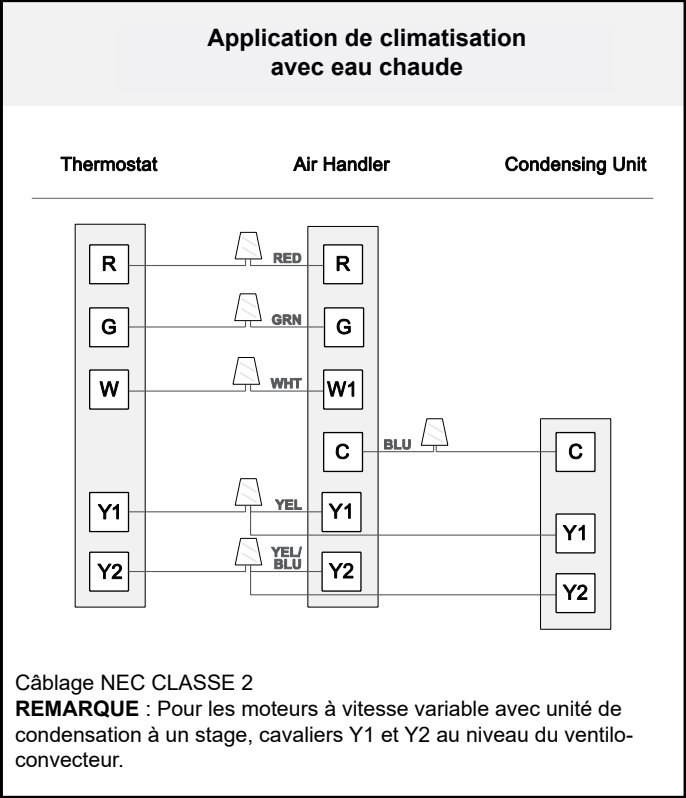 Application de climatisation
avec eau chaude
Thermostat Air Handler Condensing Unit
R RED R
G GRN G
W WHT W1
C BLU C
Y1 YEL Y1
Y1
Y2 YEL/
BLU Y2
Y2
Câblage NEC CLASSE 2
REMARQUE : Pour les moteurs à vitesse variable avec unité de
condensation à un stage, cavaliers Y1 et Y2 au niveau du ventilo-
convecteur.